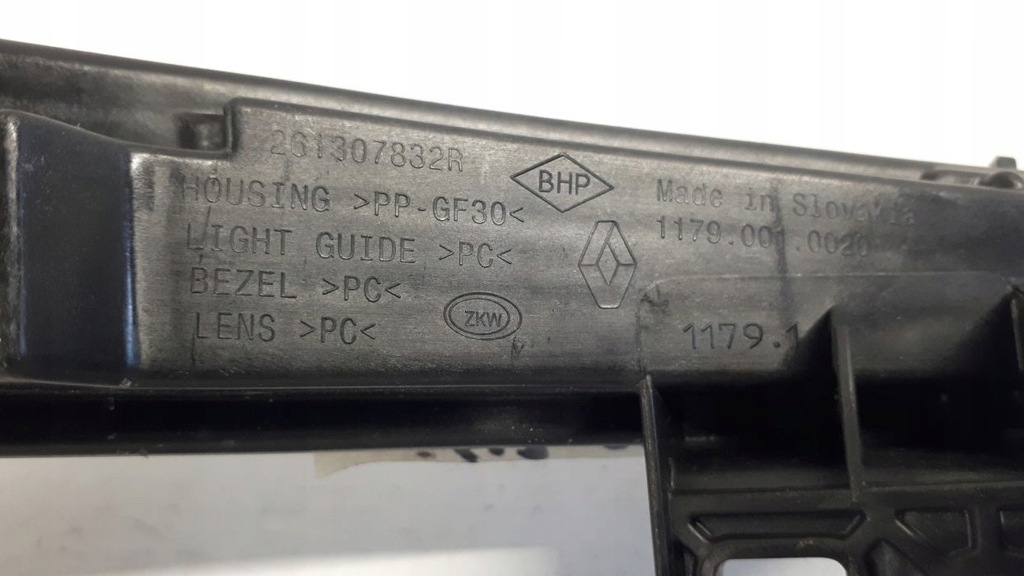 261307832R
HOUSING >PP-GF30<
LIGHT GUIDE >PC<
BEZEL >PC<
LENS >PC<
BHP
ZKW
Made in Slovakia
1179.001.0020
1179.1